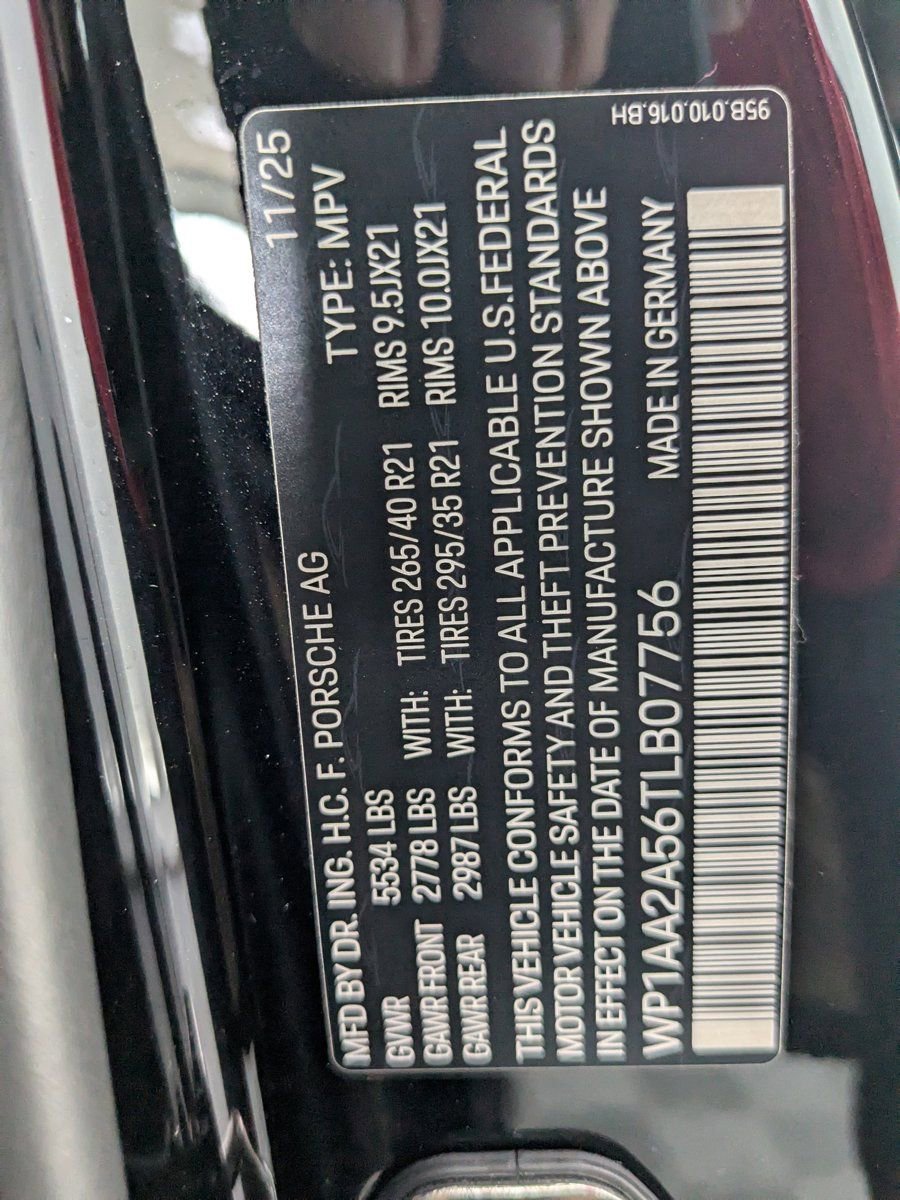 11/25
MFD BY DR. ING. H.C. F. PORSCHE AG TYPE: MPV
GVWR 5534 LBS
GAWR FRONT 2778 LBS WITH: TIRES 265/40 R21 RIMS 9.5JX21
GAWR REAR 2987 LBS WITH: TIRES 295/35 R21 RIMS 10.0JX21
THIS VEHICLE CONFORMS TO ALL APPLICABLE U.S.FEDERAL
MOTOR VEHICLE SAFETY AND THEFT PREVENTION STANDARDS
IN EFFECT ON THE DATE OF MANUFACTURE SHOWN ABOVE
WP1AA2A56TLB07756 MADE IN GERMANY
95B.010.016.BH